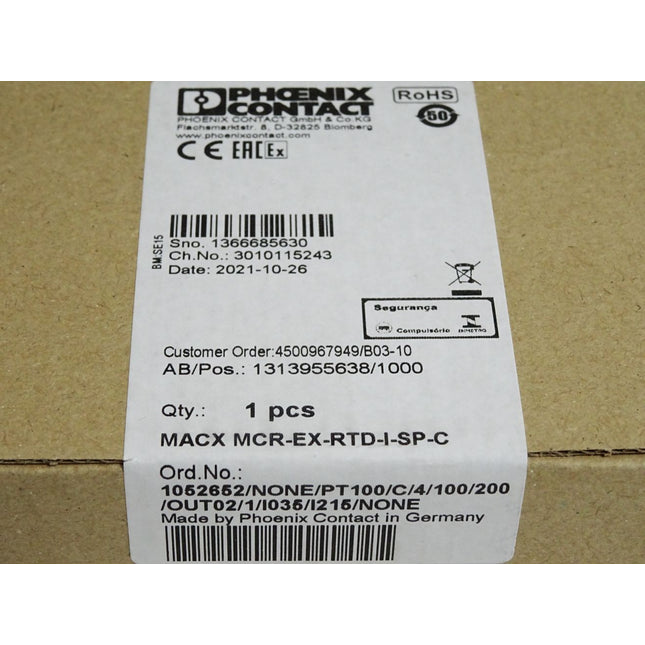 PHŒNIX
CONTACT
RoHS
50
PHOENIX CONTACT GmbH & Co.KG
Flachsmarktstr. 8, D-32825 Blomberg
www.phoenixcontact.com
CE EAC Ex
BM:SE15
Sno. 1366685630
Ch.No.: 3010115243
Date: 2021-10-26
Segurança
Compulsório INMETRO
Customer Order:4500967949/B03-10
AB/Pos.: 1313955638/1000
Qty.: 1 pcs
MACX MCR-EX-RTD-I-SP-C
Ord.No.:
1052652/NONE/PT100/C/4/100/200
/OUT02/1/I035/I215/NONE
Made by Phoenix Contact in Germany